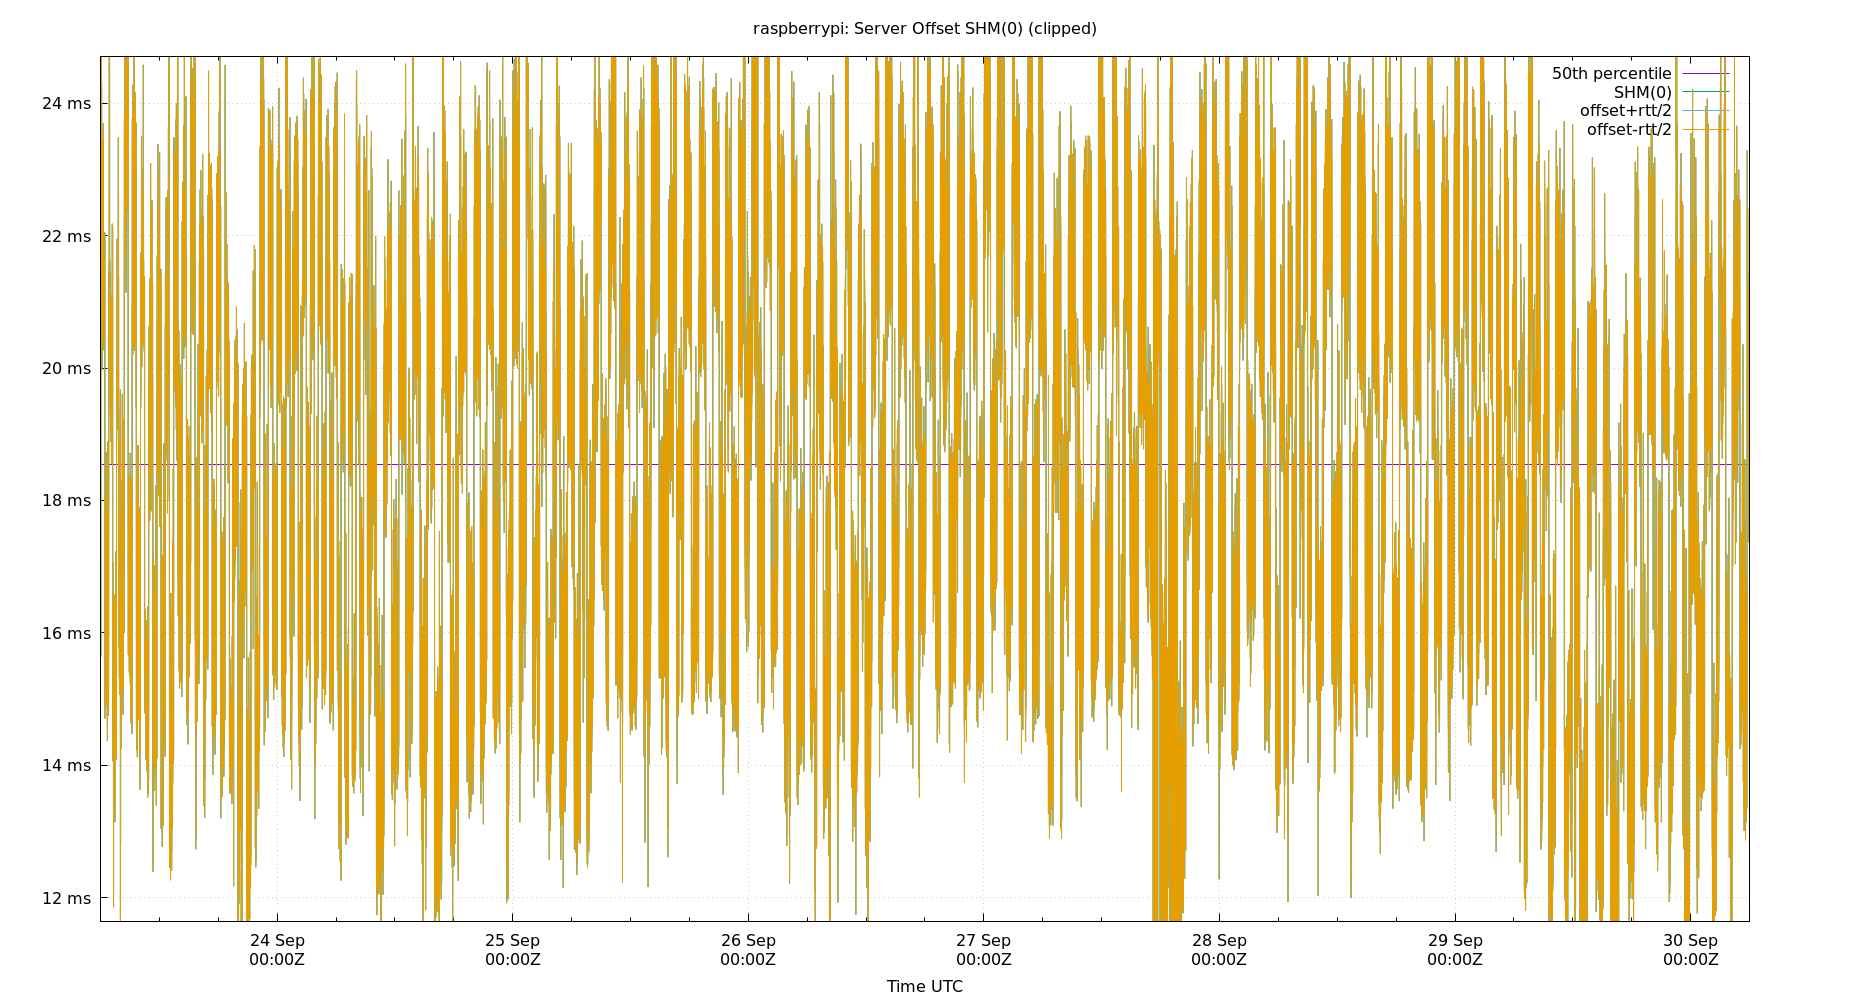 raspberrypi: Server Offset SHM(0) (clipped)
50th percentile
SHM(0)
offset+rtt/2
offset-rtt/2
24 ms
22 ms
20 ms
18 ms
16 ms
14 ms
12 ms
24 Sep 25 Sep 26 Sep 27 Sep 28 Sep 29 Sep 30 Sep
00:00Z 00:00Z 00:00Z 00:00Z 00:00Z 00:00Z 00:00Z
Time UTC